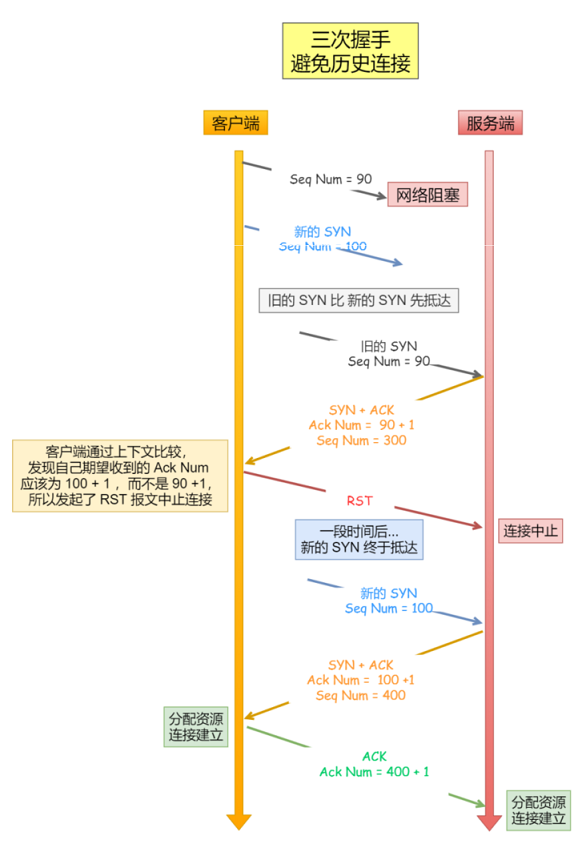 三次握手
避免历史连接
客户端
服务端
Seq Num = 90
网络阻塞
新的 SYN
Seq Num = 100
旧的 SYN 比 新的 SYN 先抵达
旧的 SYN
Seq Num = 90
SYN + ACK
Ack Num = 90 + 1
Seq Num = 300
客户端通过上下文比较,
发现自己期望收到的 Ack Num
应该为 100 + 1 , 而不是 90 +1,
所以发起了 RST 报文中止连接
RST
连接中止
一段时间后...
新的 SYN 终于抵达
新的 SYN
Seq Num = 100
SYN + ACK
Ack Num = 100 +1
Seq Num = 400
分配资源
连接建立
ACK
Ack Num = 400 + 1
分配资源
连接建立